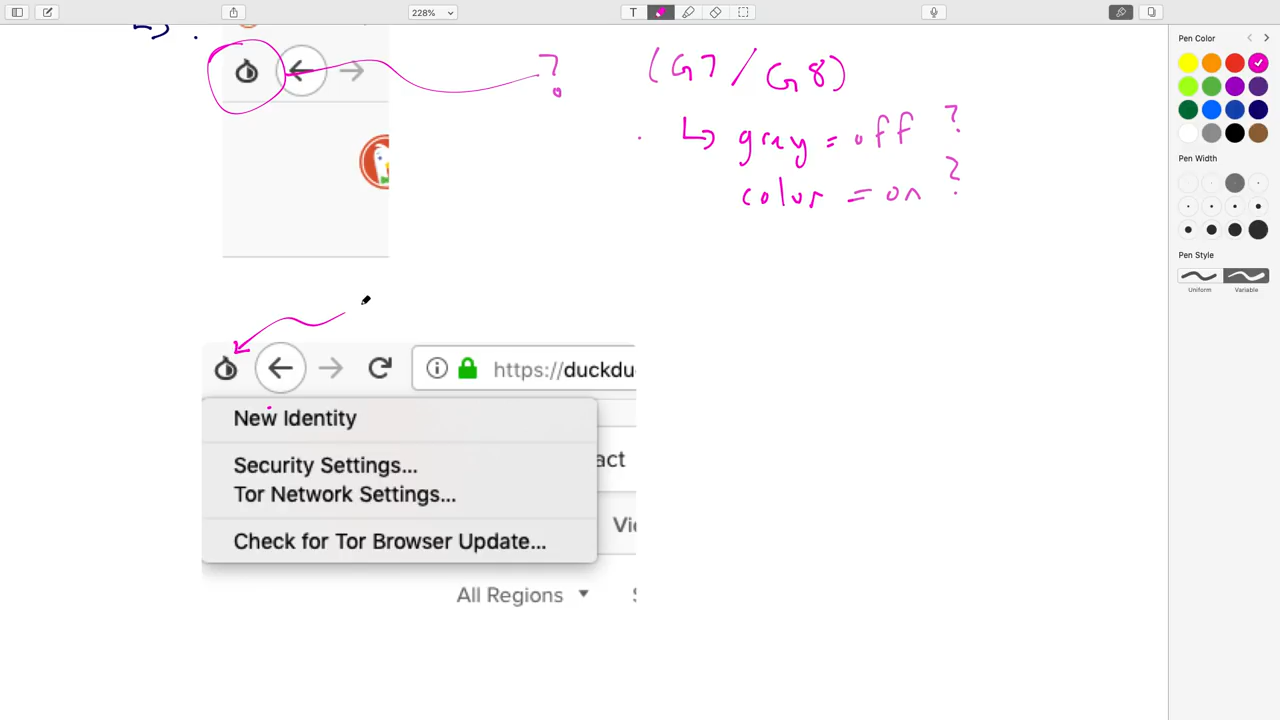 228%
T
Pen Color
?
(G7/G8)
↳ gray = off ?
color = on ?
Pen Width
Pen Style
Uniform
Variable
https://duckdu
New Identity
Security Settings...
act
Tor Network Settings...
Vi
Check for Tor Browser Update...
All Regions